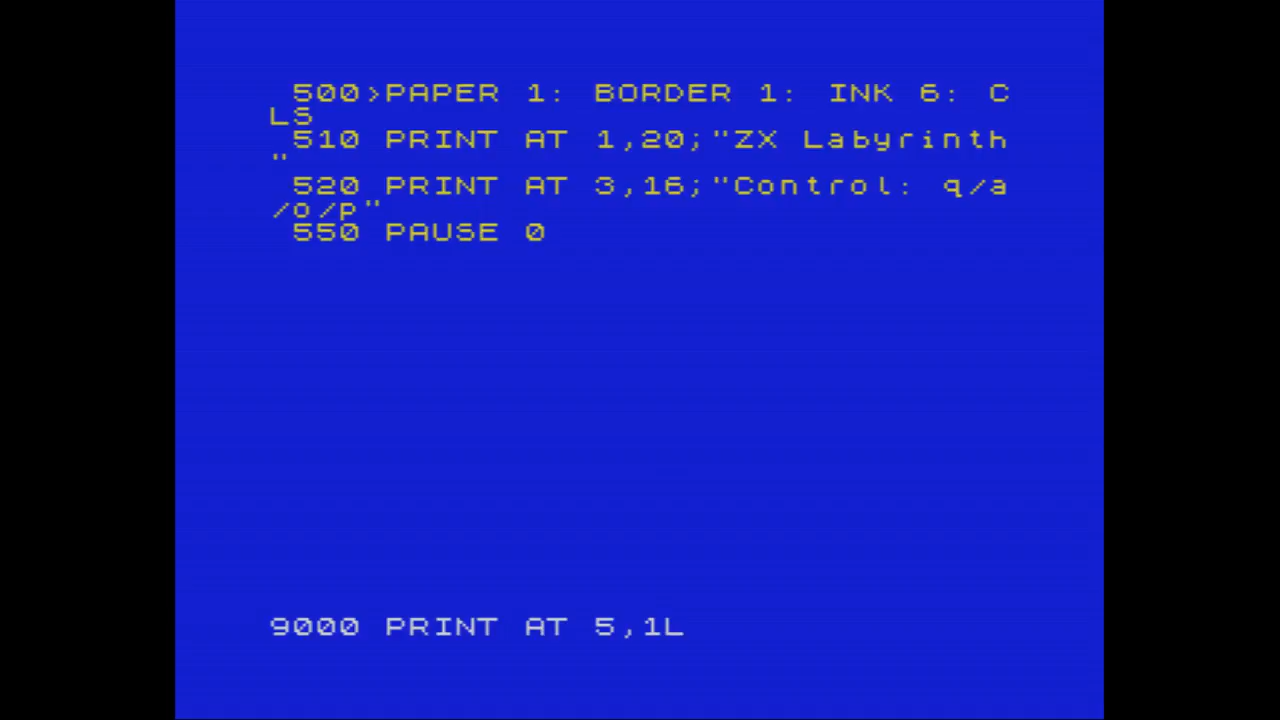 500>PAPER 1: BORDER 1: INK 6: C
LS
510 PRINT AT 1,20;"ZX Labyrinth
"
520 PRINT AT 3,16;"Control: q/a
/o/p"
550 PAUSE 0
9000 PRINT AT 5,1L